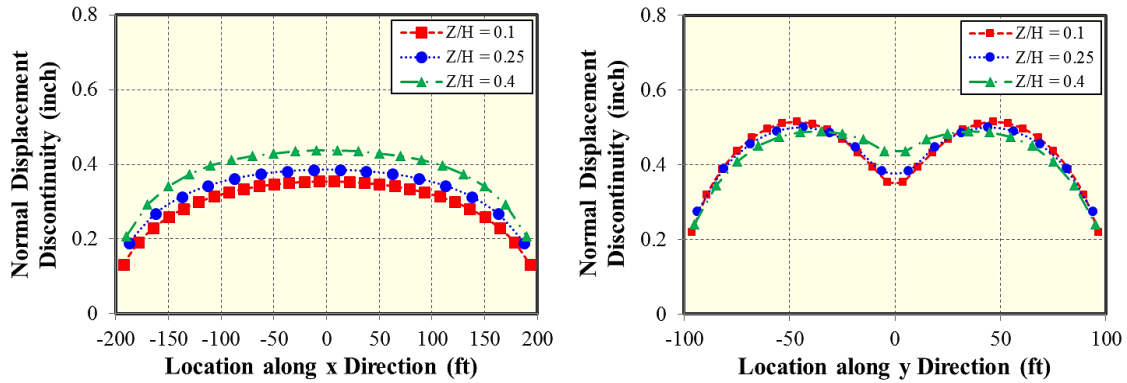 Normal Displacement
Discontinuity (inch)
0.8
0.6
0.4
0.2
0
Z/H = 0.1
Z/H = 0.25
Z/H = 0.4
-200 -150 -100 -50 0 50 100 150 200
Location along x Direction (ft)
Normal Displacement
Discontinuity (inch)
0.8
0.6
0.4
0.2
0
Z/H = 0.1
Z/H = 0.25
Z/H = 0.4
-100 -50 0 50 100
Location along y Direction (ft)